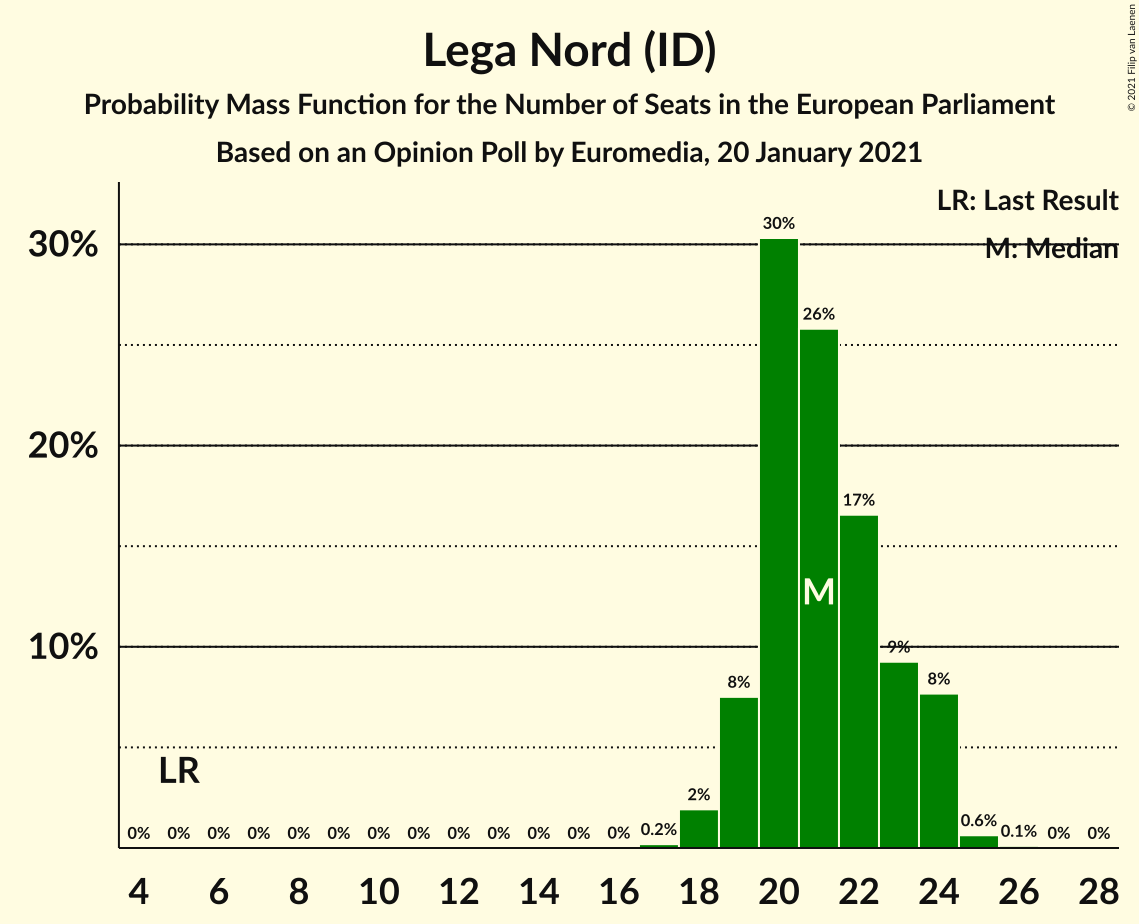 Lega Nord (ID)
Probability Mass Function for the Number of Seats in the European Parliament
Based on an Opinion Poll by Euromedia, 20 January 2021
© 2021 Filip van Laenen
LR: Last Result
M: Median
30%
20%
10%
LR
M
0% 0% 0% 0% 0% 0% 0% 0% 0% 0% 0% 0% 0% 0.2% 2% 8% 30% 26% 17% 9% 8% 0.6% 0.1% 0% 0%
4 6 8 10 12 14 16 18 20 22 24 26 28